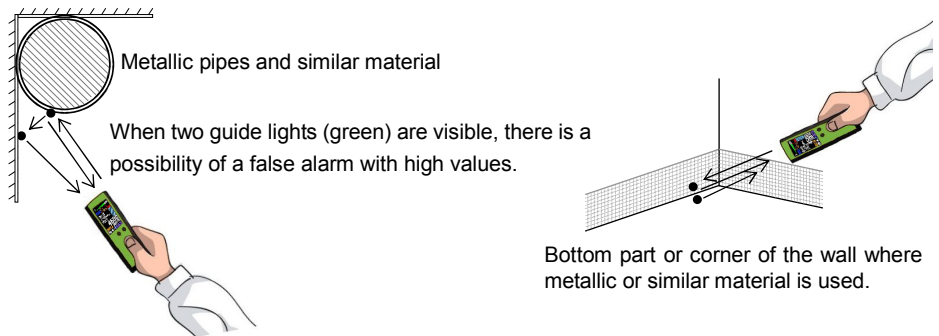 Metallic pipes and similar material
When two guide lights (green) are visible, there is a
possibility of a false alarm with high values.
Bottom part or corner of the wall where
metallic or similar material is used.